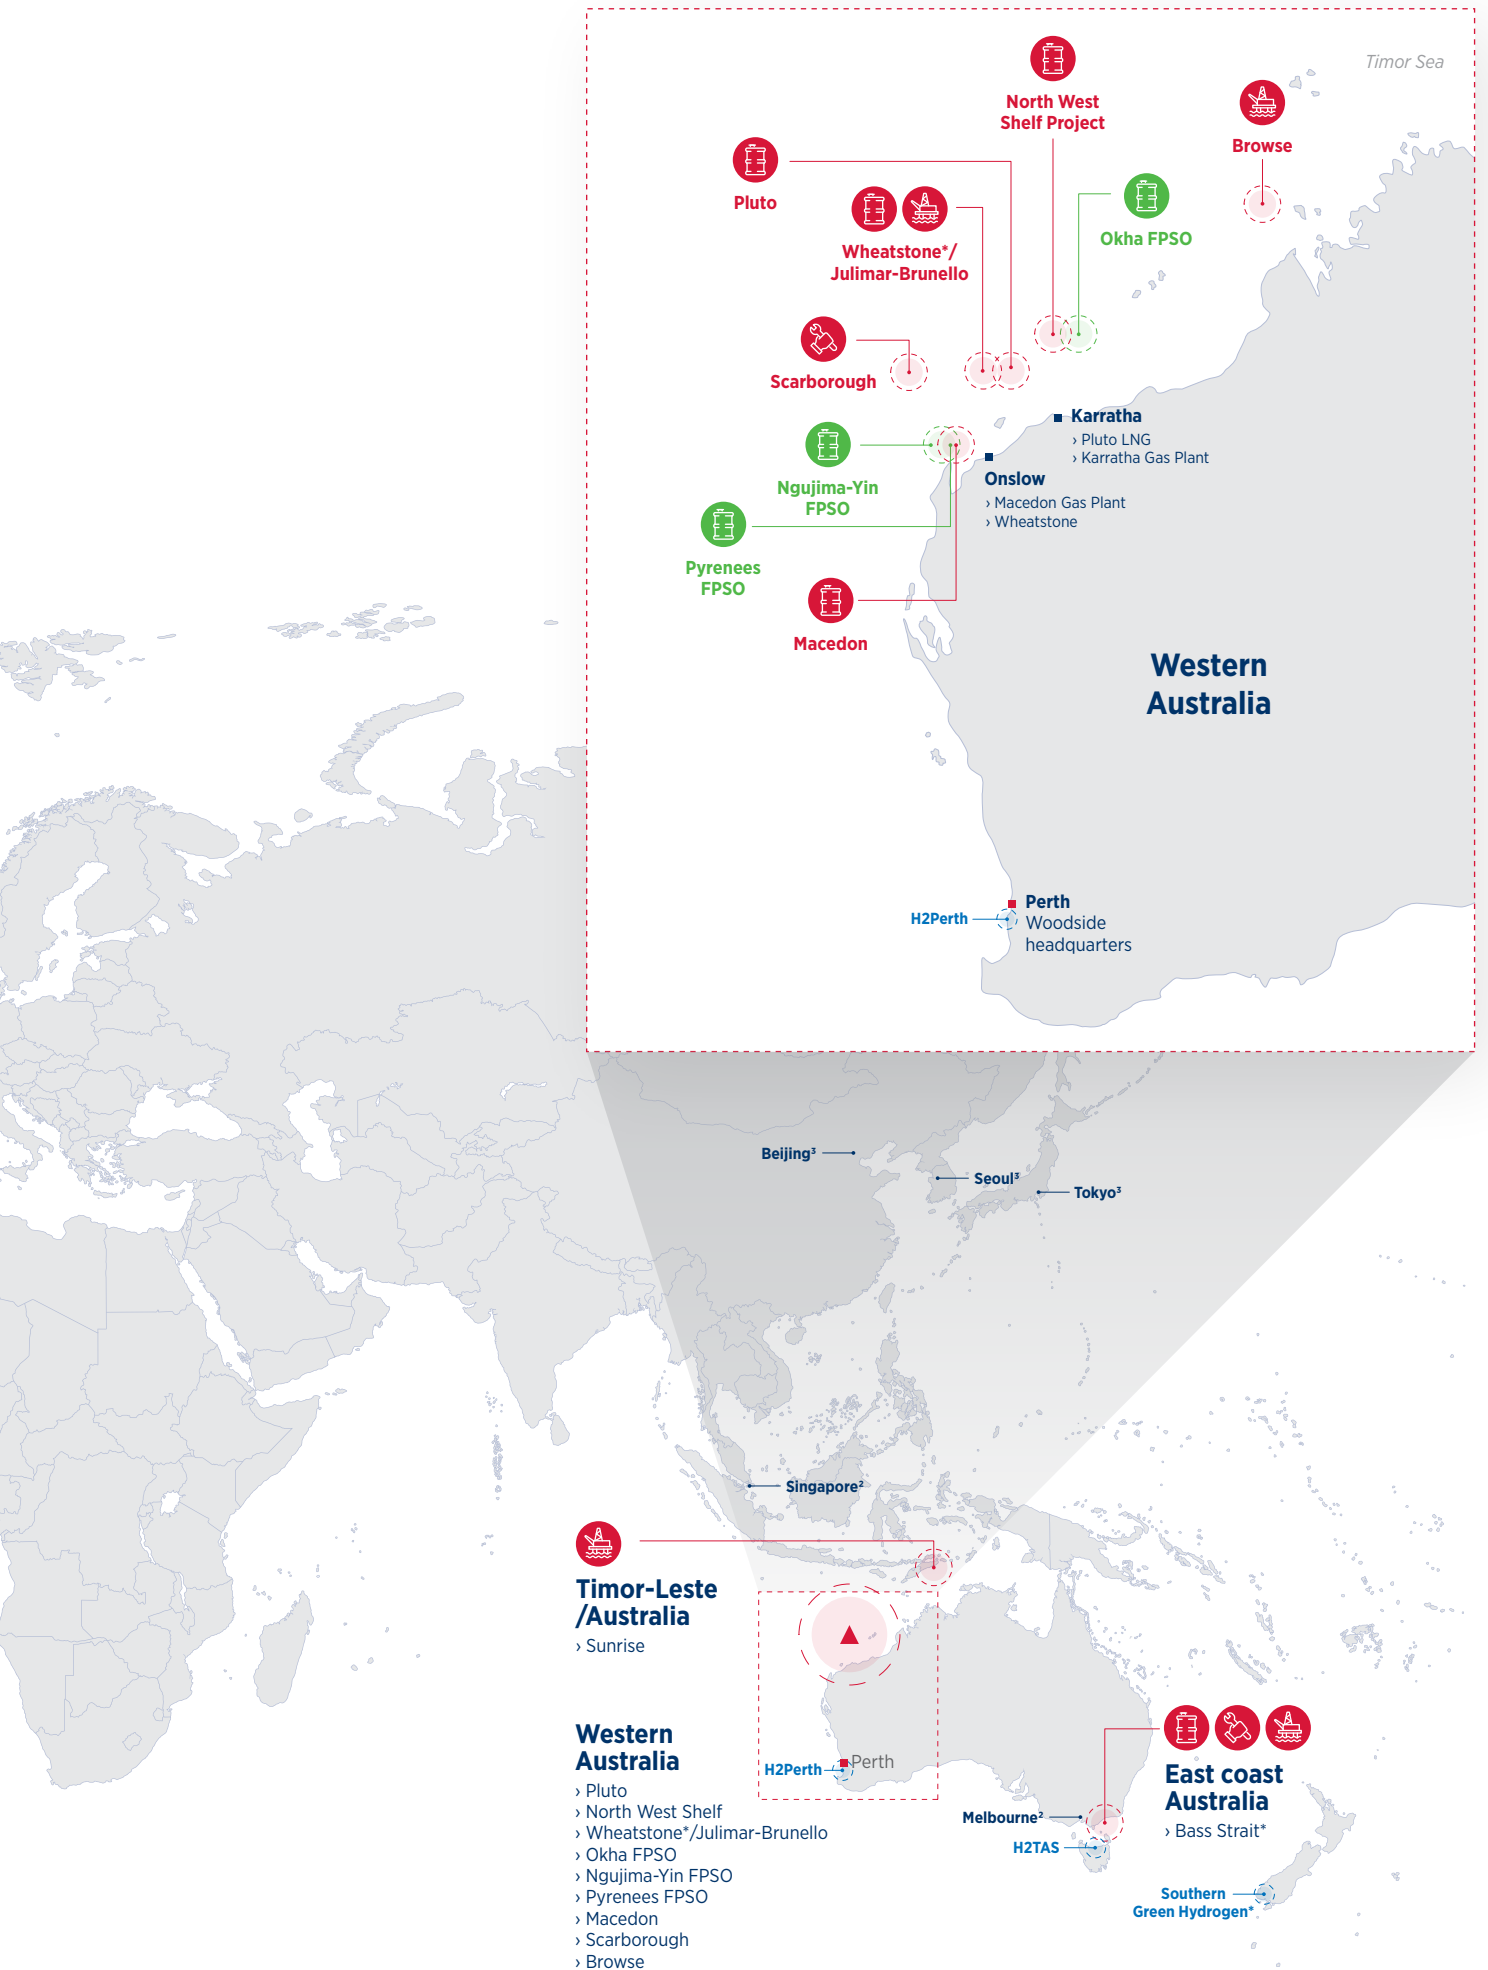 Timor Sea
North West
Shelf Project
Browse
Pluto
Wheatstone*/
Julimar-Brunello
Okha FPSO
Scarborough
Karratha
› Pluto LNG
› Karratha Gas Plant
Ngujima-Yin
FPSO
Onslow
› Macedon Gas Plant
› Wheatstone
Pyrenees
FPSO
Macedon
Western
Australia
H2Perth
Perth
Woodside
headquarters
Beijing³
Seoul³
Tokyo³
Singapore²
Timor-Leste
/Australia
› Sunrise
Western
Australia
› Pluto
› North West Shelf
› Wheatstone*/Julimar-Brunello
› Okha FPSO
› Ngujima-Yin FPSO
› Pyrenees FPSO
› Macedon
› Scarborough
› Browse
H2Perth
Perth
East coast
Australia
› Bass Strait*
Melbourne²
H2TAS
Southern
Green Hydrogen*